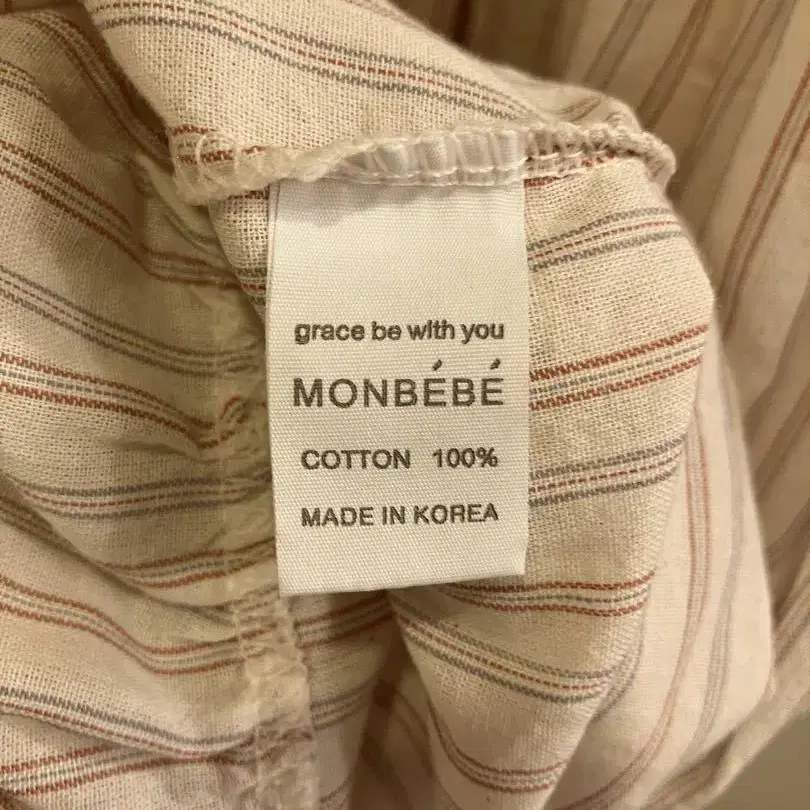 grace be with you
MONBÉBÉ
COTTON 100%
MADE IN KOREA